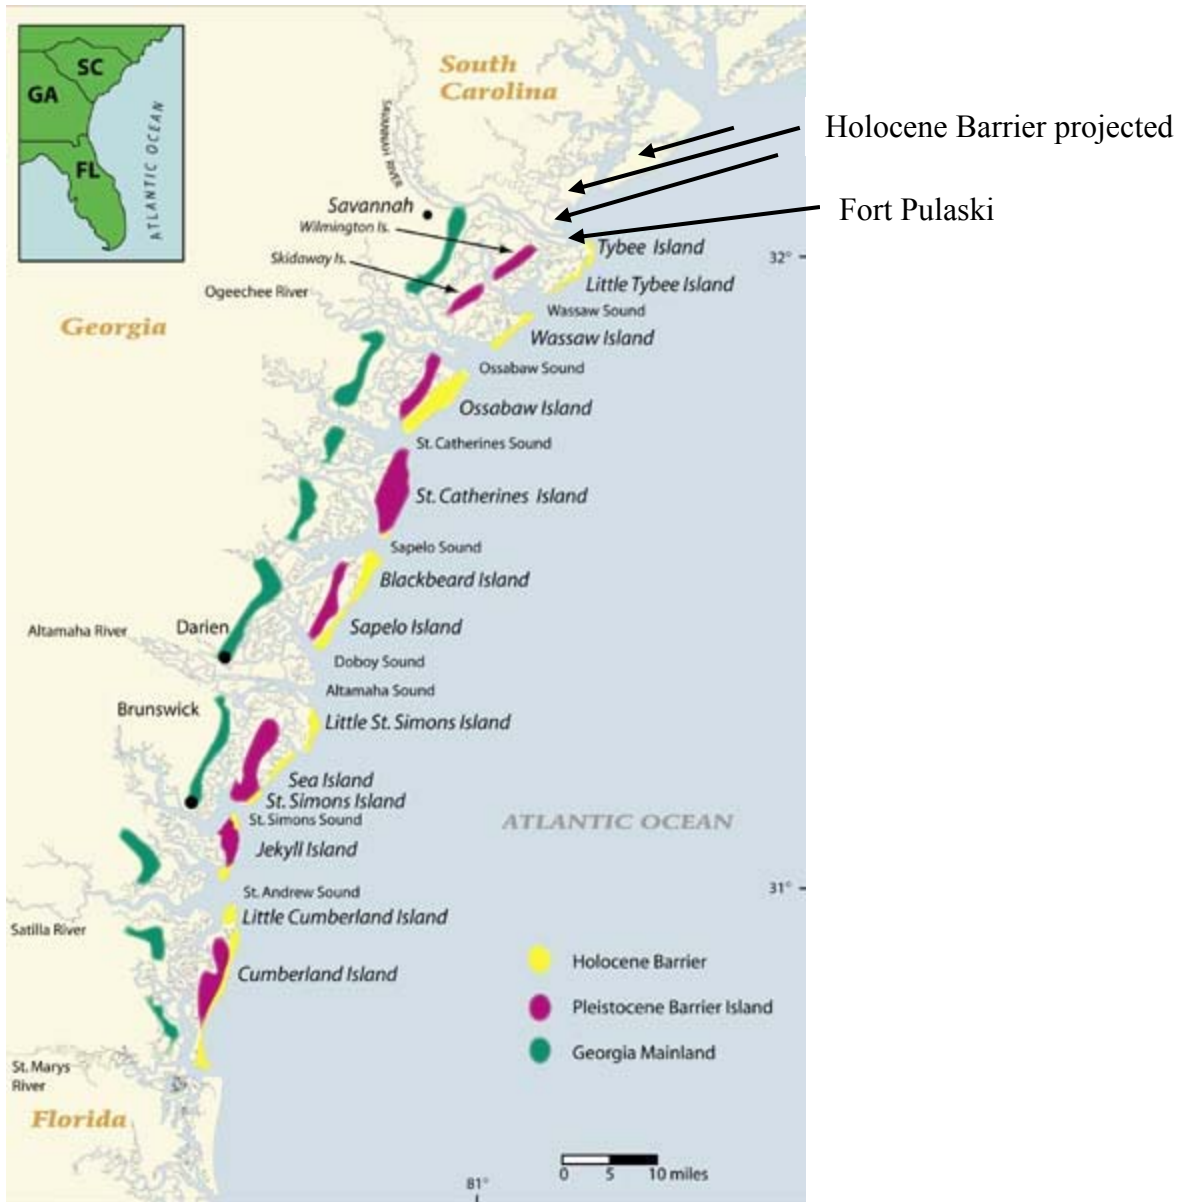 SC
GA
FL
ATLANTIC OCEAN
South
Carolina
SAVANNAH RIVER
Holocene Barrier projected
Fort Pulaski
Savannah
Wilmington Is.
Skidaway Is.
Tybee Island
32°
Little Tybee Island
Ogeechee River
Wassaw Sound
Georgia
Wassaw Island
Ossabaw Sound
Ossabaw Island
St. Catherines Sound
St. Catherines Island
Sapelo Sound
Blackbeard Island
Darien
Altamaha River
Sapelo Island
Doboy Sound
Altamaha Sound
Brunswick
Little St. Simons Island
Sea Island
St. Simons Island
St. Simons Sound
ATLANTIC OCEAN
Jekyll Island
31°
St. Andrew Sound
Little Cumberland Island
Satilla River
Cumberland Island
Holocene Barrier
Pleistocene Barrier Island
Georgia Mainland
St. Marys
River
Florida
0 5 10 miles
81°